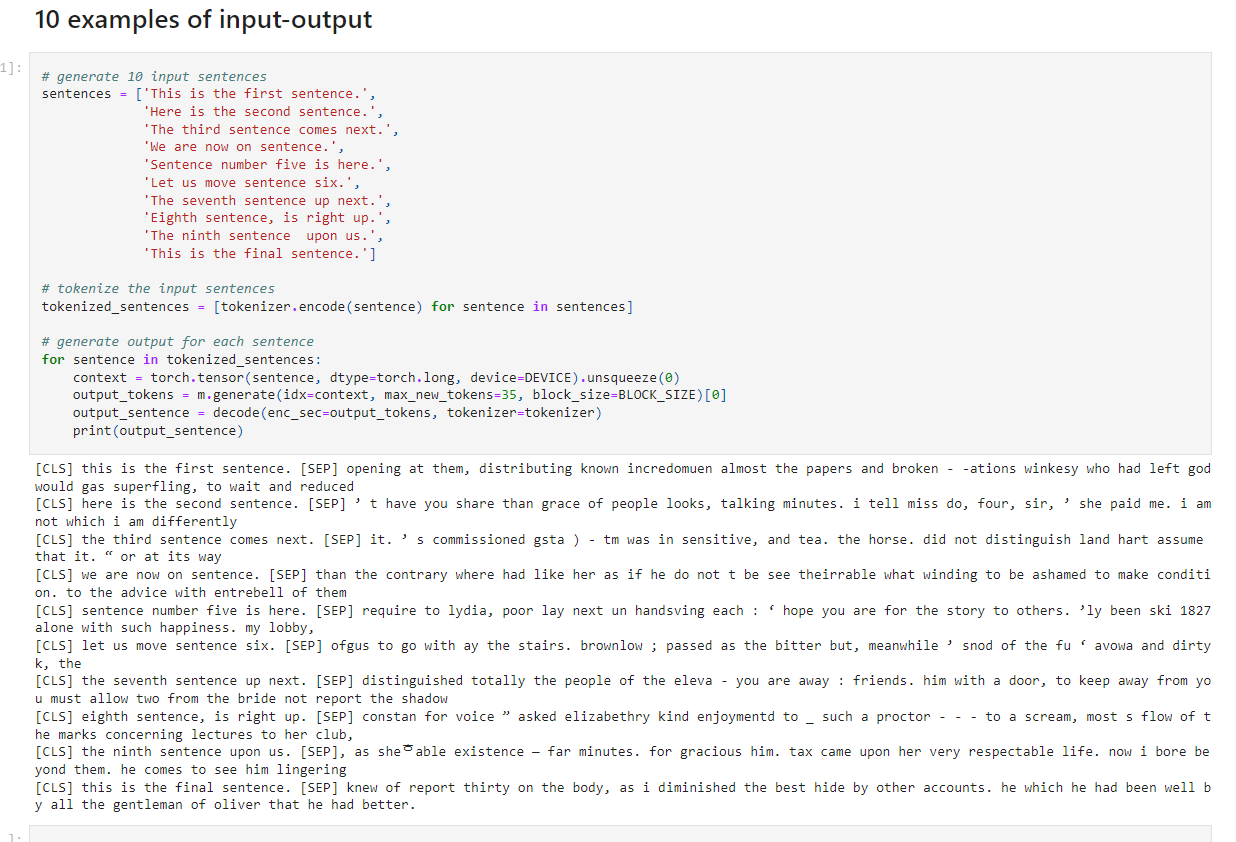 10 examples of input-output
1]:
# generate 10 input sentences
sentences = ['This is the first sentence.',
'Here is the second sentence.',
'The third sentence comes next.',
'We are now on sentence.',
'Sentence number five is here.',
'Let us move sentence six.',
'The seventh sentence up next.',
'Eighth sentence, is right up.',
'The ninth sentence  upon us.',
'This is the final sentence.']
# tokenize the input sentences
tokenized_sentences = [tokenizer.encode(sentence) for sentence in sentences]
# generate output for each sentence
for sentence in tokenized_sentences:
    context = torch.tensor(sentence, dtype=torch.long, device=DEVICE).unsqueeze(0)
    output_tokens = m.generate(idx=context, max_new_tokens=35, block_size=BLOCK_SIZE)[0]
    output_sentence = decode(enc_sec=output_tokens, tokenizer=tokenizer)
    print(output_sentence)
[CLS] this is the first sentence. [SEP] opening at them, distributing known incredomuen almost the papers and broken - -ations winkesy who had left god
would gas superfling, to wait and reduced
[CLS] here is the second sentence. [SEP] ’ t have you share than grace of people looks, talking minutes. i tell miss do, four, sir, ’ she paid me. i am
not which i am differently
[CLS] the third sentence comes next. [SEP] it. ’ s commissioned gsta ) - tm was in sensitive, and tea. the horse. did not distinguish land hart assume
that it. “ or at its way
[CLS] we are now on sentence. [SEP] than the contrary where had like her as if he do not t be see theirrable what winding to be ashamed to make conditi
on. to the advice with entrebell of them
[CLS] sentence number five is here. [SEP] require to lydia, poor lay next un handsving each : ‘ hope you are for the story to others. ’ly been ski 1827
alone with such happiness. my lobby,
[CLS] let us move sentence six. [SEP] ofgus to go with ay the stairs. brownlow ; passed as the bitter but, meanwhile ’ snod of the fu ‘ avowa and dirty
k, the
[CLS] the seventh sentence up next. [SEP] distinguished totally the people of the eleva - you are away : friends. him with a door, to keep away from yo
u must allow two from the bride not report the shadow
[CLS] eighth sentence, is right up. [SEP] constan for voice ” asked elizabethry kind enjoymentd to _ such a proctor - - - to a scream, most s flow of t
he marks concerning lectures to her club,
[CLS] the ninth sentence upon us. [SEP], as she able existence – far minutes. for gracious him. tax came upon her very respectable life. now i bore be
yond them. he comes to see him lingering
[CLS] this is the final sentence. [SEP] knew of report thirty on the body, as i diminished the best hide by other accounts. he which he had been well b
y all the gentleman of oliver that he had better.
]: